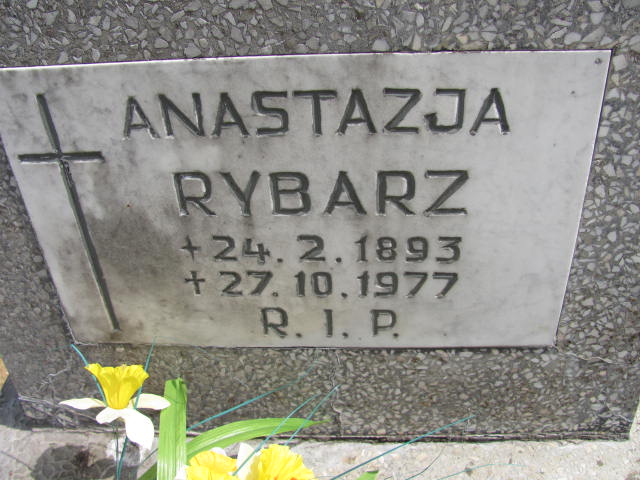 ANASTAZJA
RYBARZ
+24.2.1893
+27.10.1977
R.I.P.